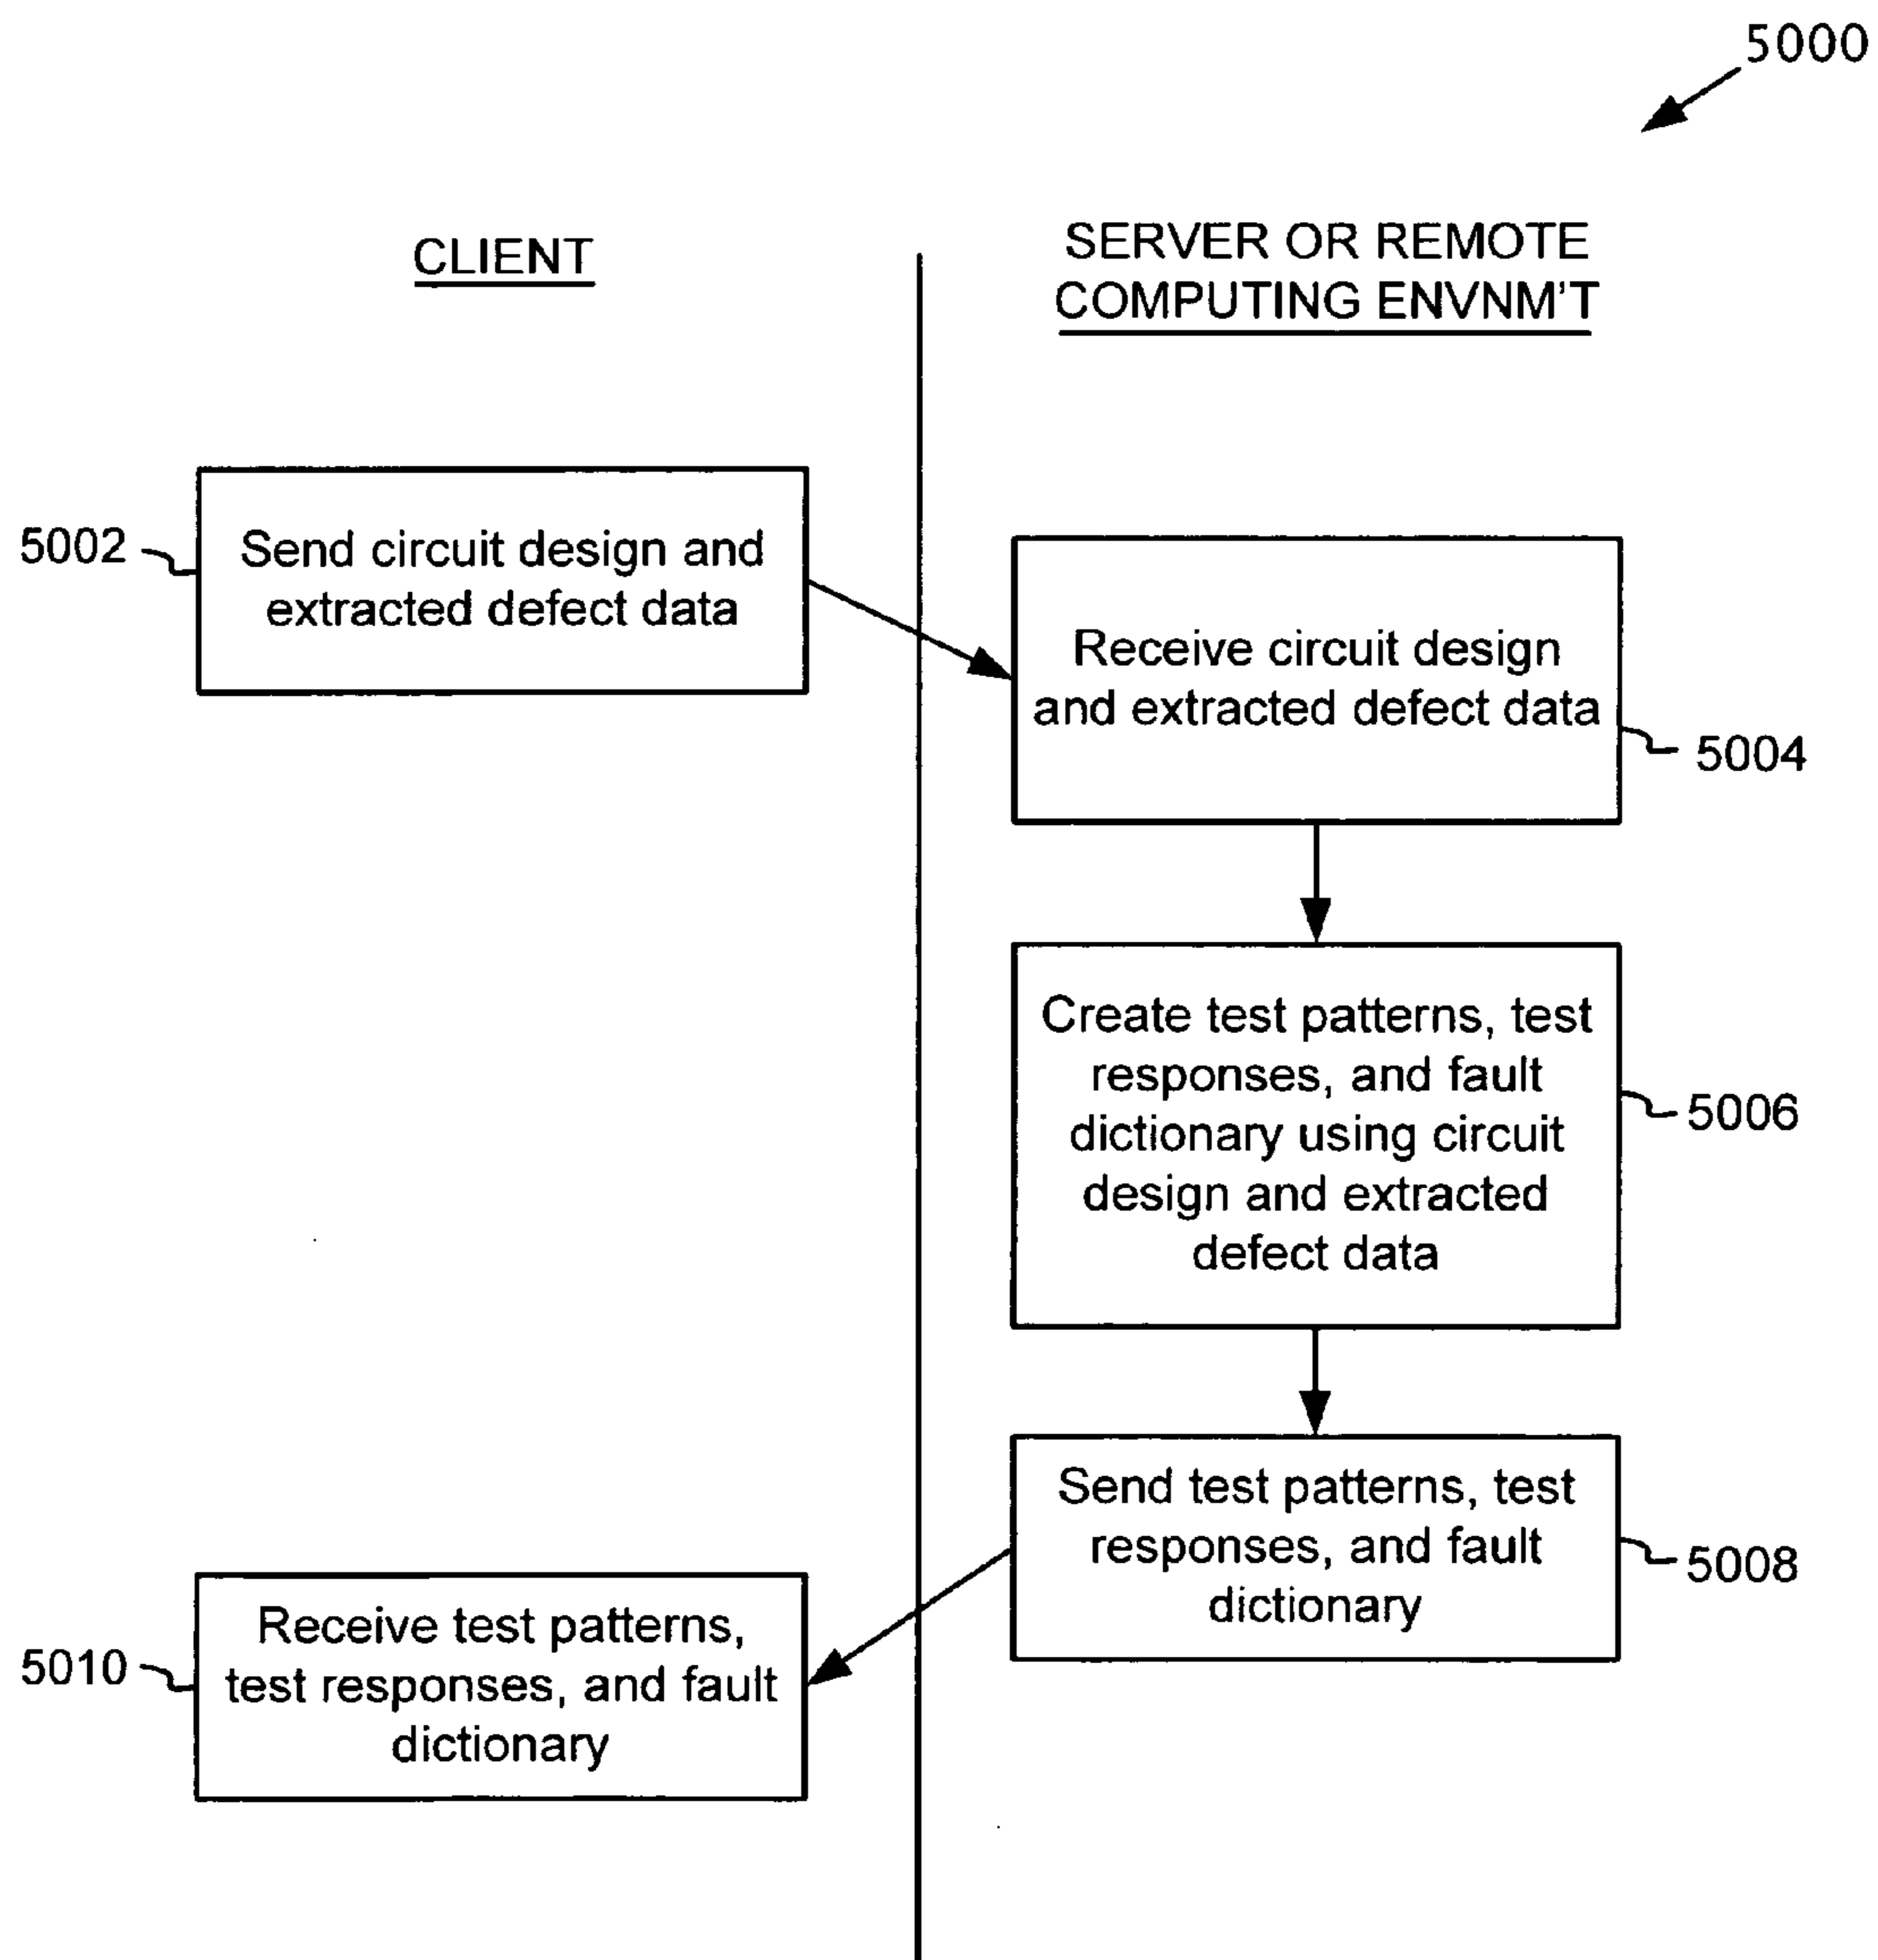 5000
CLIENT
SERVER OR REMOTE
COMPUTING ENVNM'T
5002
Send circuit design and
extracted defect data
Receive circuit design
and extracted defect data
5004
Create test patterns, test
responses, and fault
dictionary using circuit
design and extracted
defect data
5006
Send test patterns, test
responses, and fault
dictionary
5008
5010
Receive test patterns,
test responses, and fault
dictionary